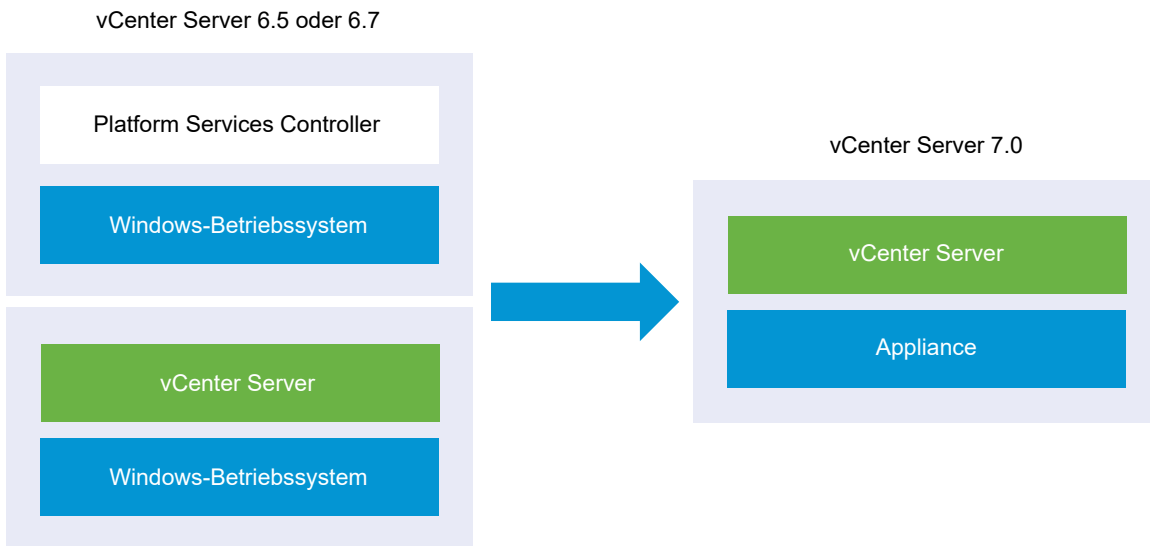 vCenter Server 6.5 oder 6.7
Platform Services Controller
Windows-Betriebssystem
vCenter Server
Windows-Betriebssystem
vCenter Server 7.0
vCenter Server
Appliance